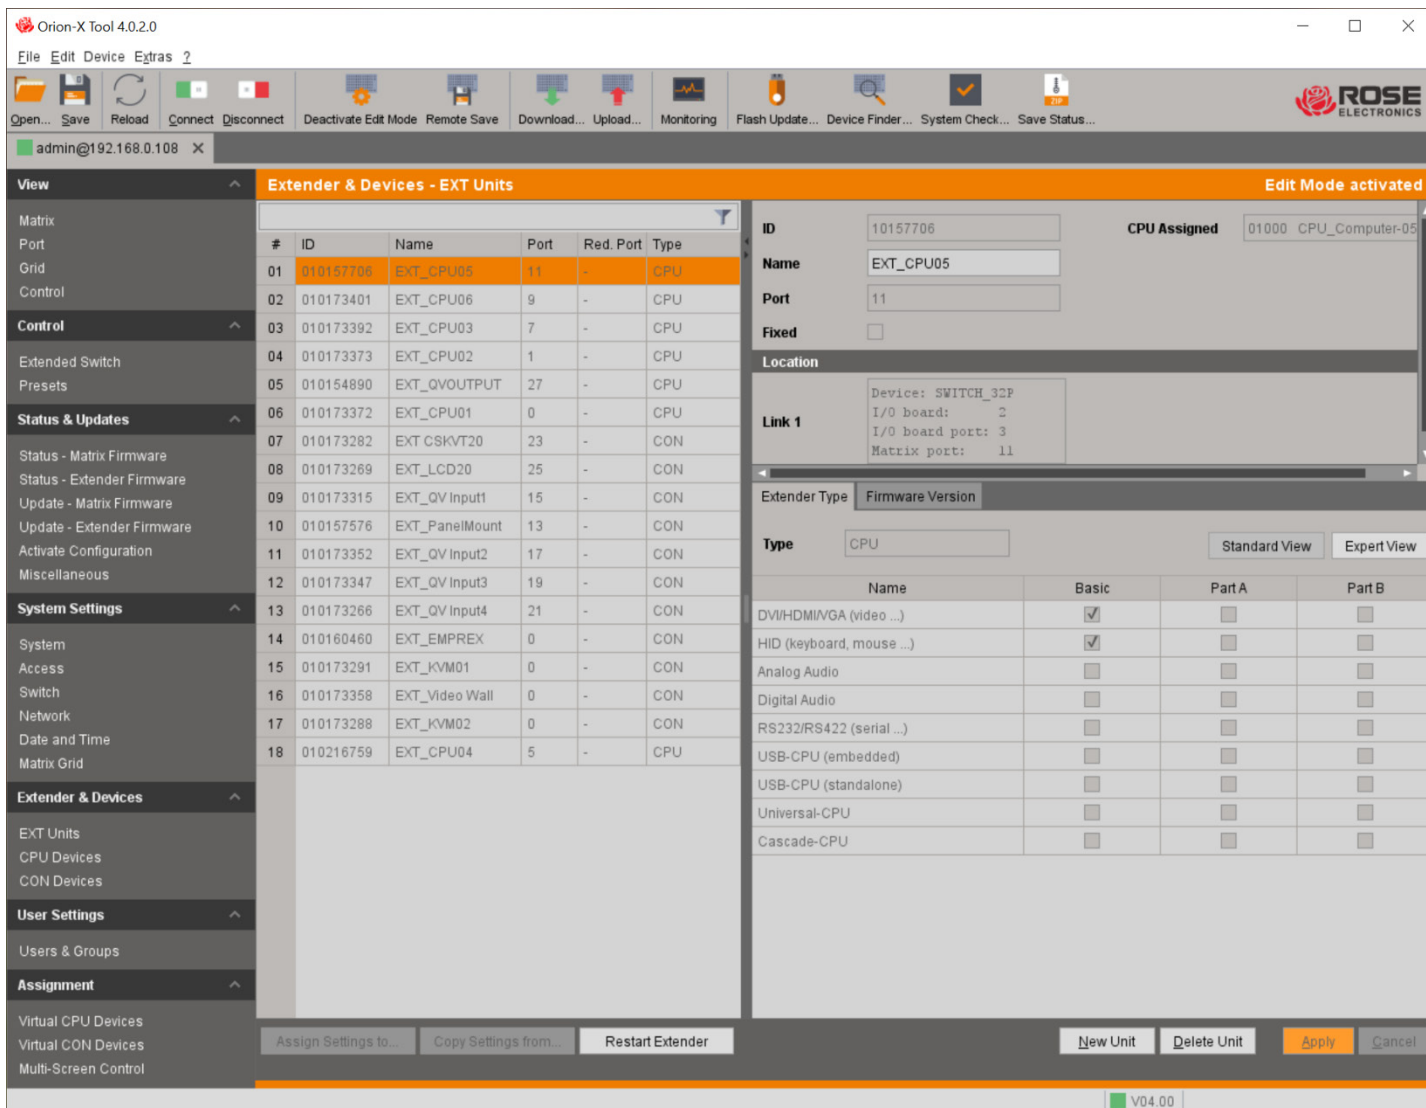 Orion-X Tool 4.0.2.0
File Edit Device Extras ?
Open... Save Reload Connect Disconnect Deactivate Edit Mode Remote Save Download... Upload... Monitoring Flash Update... Device Finder... System Check... Save Status...
ZIP
ROSE
ELECTRONICS
admin@192.168.0.108
View
Matrix
Port
Grid
Control
Control
Extended Switch
Presets
Status & Updates
Status - Matrix Firmware
Status - Extender Firmware
Update - Matrix Firmware
Update - Extender Firmware
Activate Configuration
Miscellaneous
System Settings
System
Access
Switch
Network
Date and Time
Matrix Grid
Extender & Devices
EXT Units
CPU Devices
CON Devices
User Settings
Users & Groups
Assignment
Virtual CPU Devices
Virtual CON Devices
Multi-Screen Control
Extender & Devices - EXT Units
Edit Mode activated
# ID Name Port Red. Port Type
01 010157706 EXT_CPU05 11 - CPU
02 010173401 EXT_CPU06 9 - CPU
03 010173392 EXT_CPU03 7 - CPU
04 010173373 EXT_CPU02 1 - CPU
05 010154890 EXT_QVOUTPUT 27 - CPU
06 010173372 EXT_CPU01 0 - CPU
07 010173282 EXT CSKVT20 23 - CON
08 010173269 EXT_LCD20 25 - CON
09 010173315 EXT_QV Input1 15 - CON
10 010157576 EXT_PanelMount 13 - CON
11 010173352 EXT_QV Input2 17 - CON
12 010173347 EXT_QV Input3 19 - CON
13 010173266 EXT_QV Input4 21 - CON
14 010160460 EXT_EMPREX 0 - CON
15 010173291 EXT_KVM01 0 - CON
16 010173358 EXT_Video Wall 0 - CON
17 010173288 EXT_KVM02 0 - CON
18 010216759 EXT_CPU04 5 - CPU
Assign Settings to... Copy Settings from... Restart Extender
ID 10157706 CPU Assigned 01000 CPU_Computer-05
Name EXT_CPU05
Port 11
Fixed
Location
Link 1
Device: SWITCH_32P
I/O board: 2
I/O board port: 3
Matrix port: 11
Extender Type Firmware Version
Type CPU Standard View Expert View
Name Basic Part A Part B
DVI/HDMI/VGA (video ...)
HID (keyboard, mouse ...)
Analog Audio
Digital Audio
RS232/RS422 (serial ...)
USB-CPU (embedded)
USB-CPU (standalone)
Universal-CPU
Cascade-CPU
New Unit Delete Unit Apply Cancel
V04.00